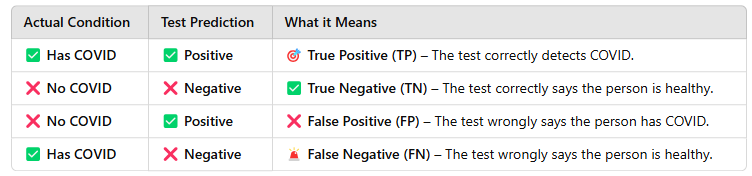 Actual Condition Test Prediction What it Means
✅ Has COVID ✅ Positive 🎯 True Positive (TP) – The test correctly detects COVID.
❌ No COVID ❌ Negative ✅ True Negative (TN) – The test correctly says the person is healthy.
❌ No COVID ✅ Positive ❌ False Positive (FP) – The test wrongly says the person has COVID.
✅ Has COVID ❌ Negative 🚨 False Negative (FN) – The test wrongly says the person is healthy.